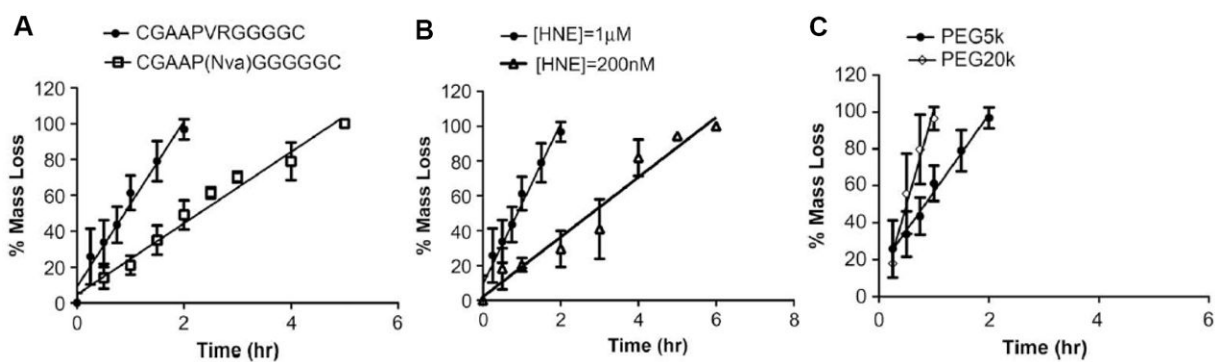 A
CGAAPVRGGGGC
CGAAP(Nva)GGGGGC
% Mass Loss
120
100
80
60
40
20
0
0 2 4 6
Time (hr)
B
[HNE]=1μM
[HNE]=200nM
% Mass Loss
120
100
80
60
40
20
0
0 2 4 6 8
Time (hr)
C
PEG5k
PEG20k
% Mass Loss
120
100
80
60
40
20
0
0 2 4 6
Time (hr)